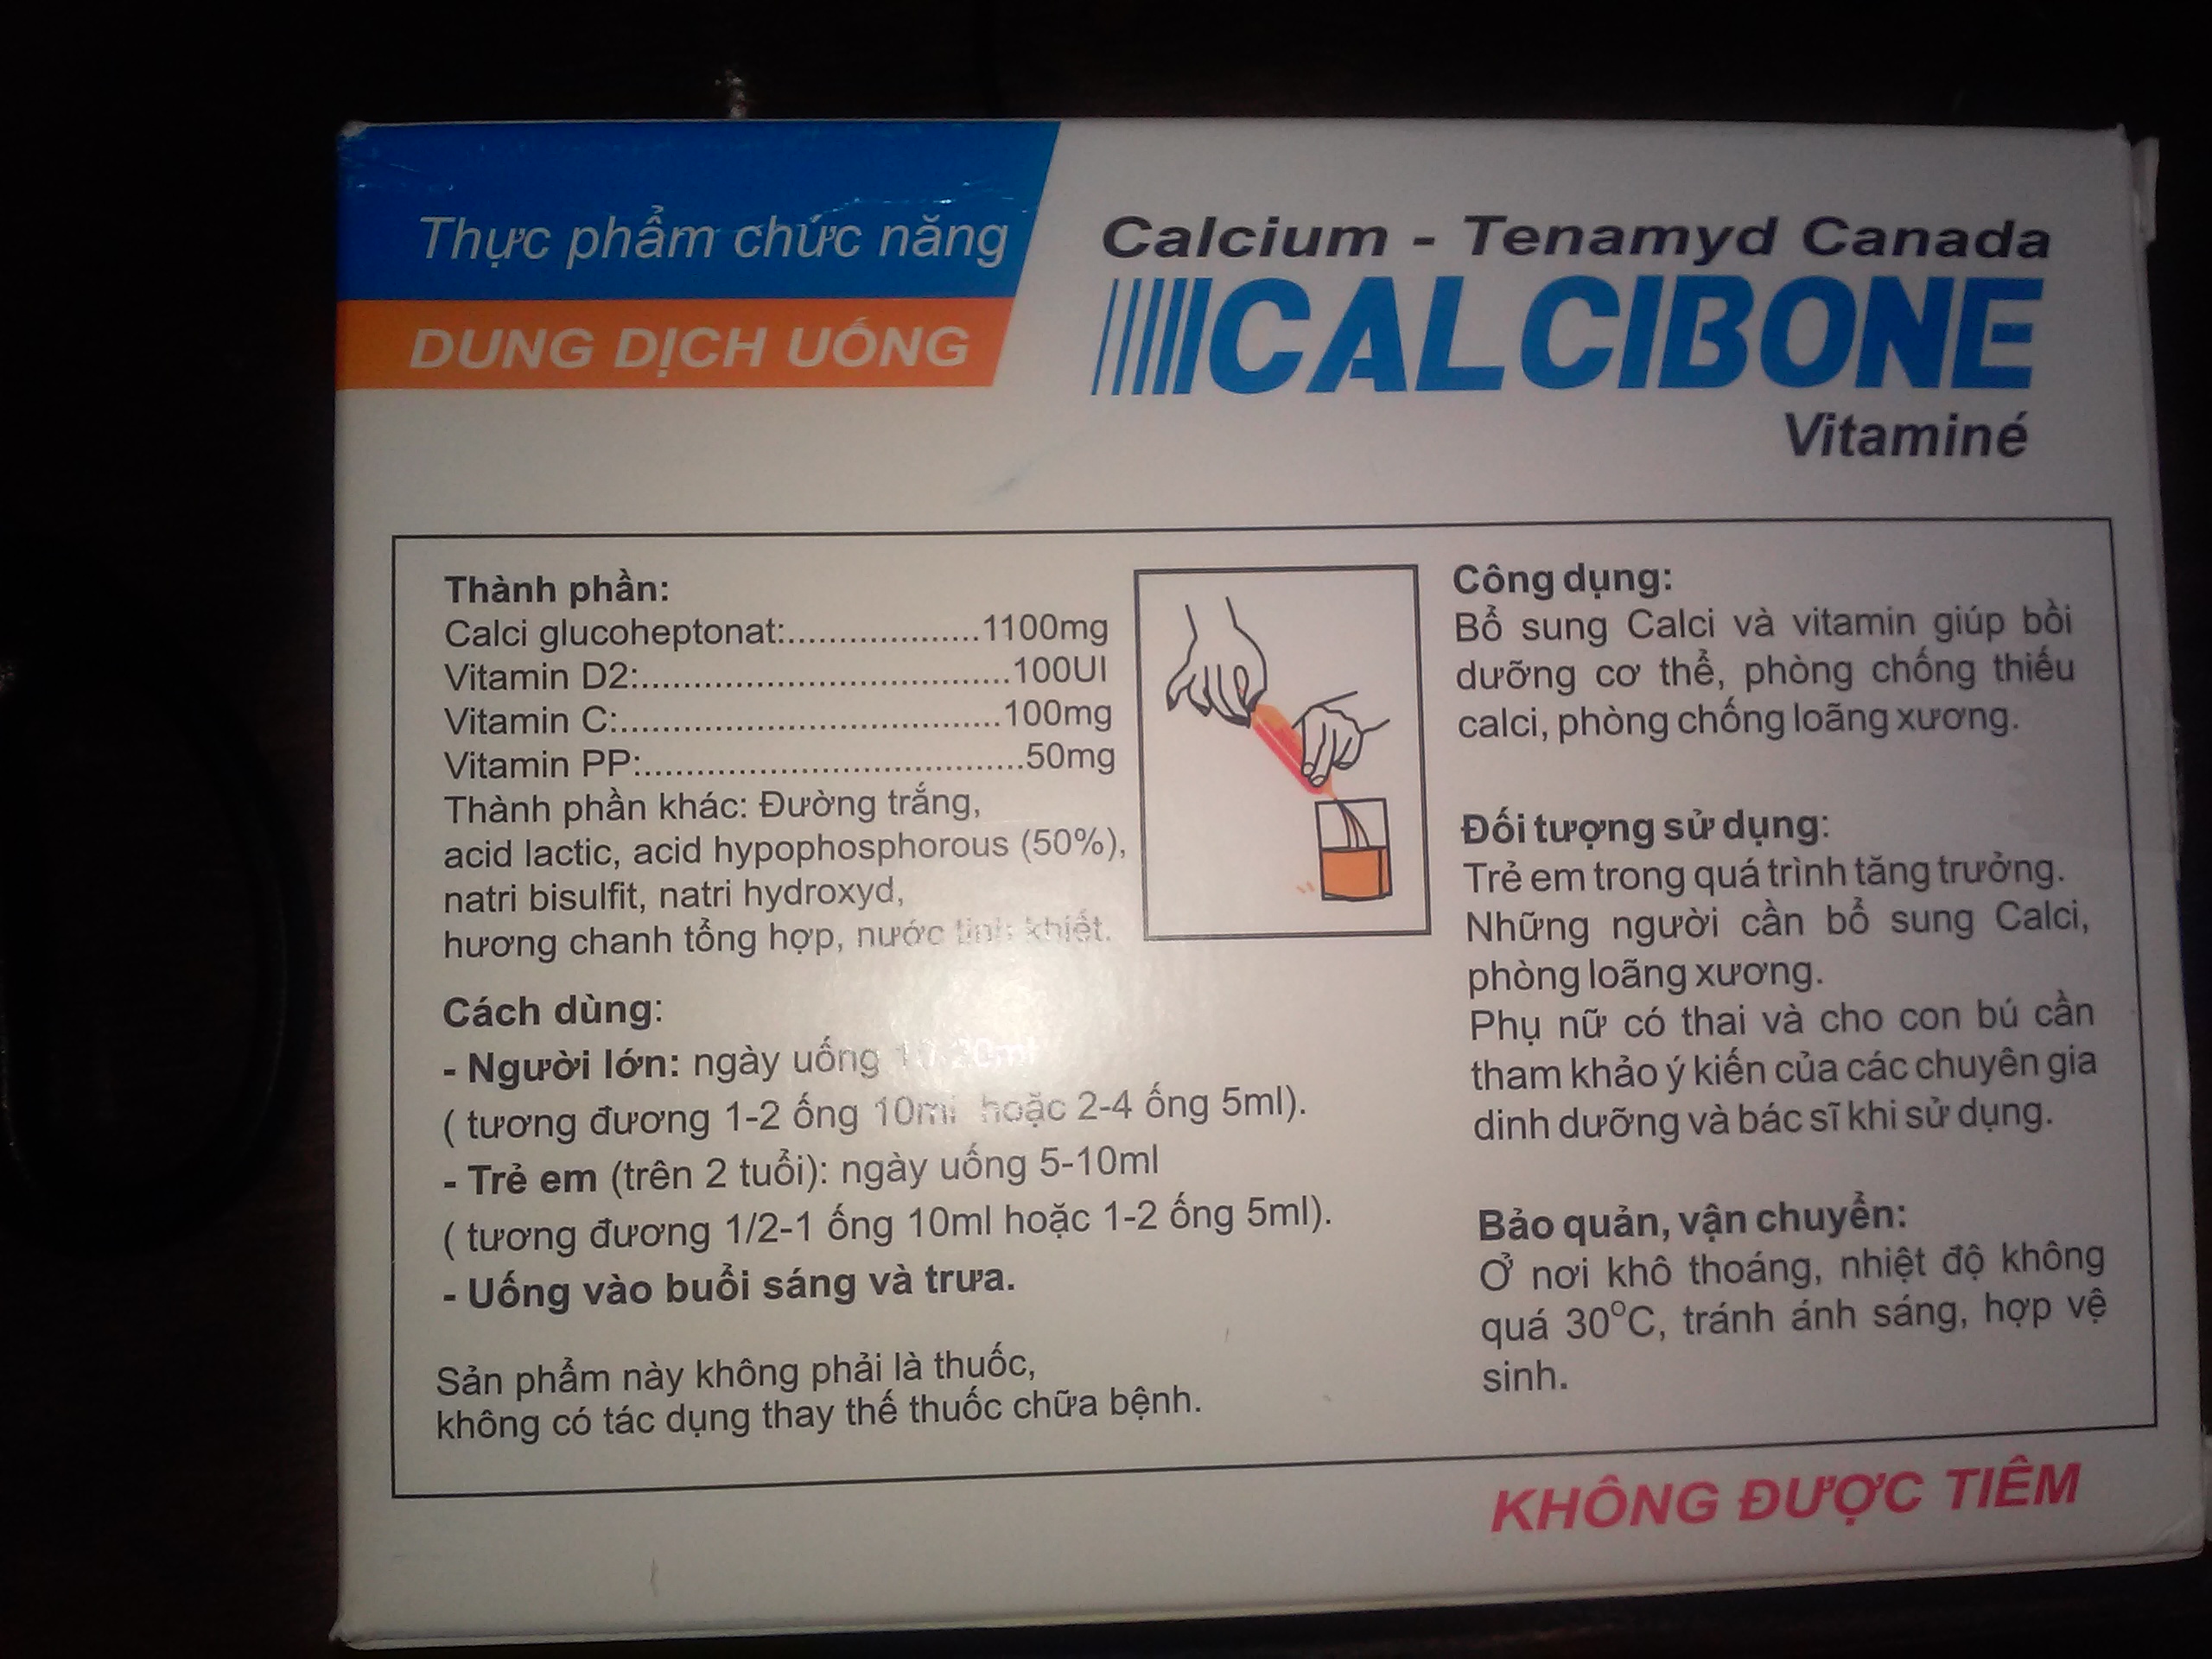 Thực phẩm chức năng
DUNG DỊCH UỐNG
Calcium - Tenamyd Canada
CALCIBONE
Vitaminé
Thành phần:
Calci glucoheptonat:...................1100mg
Vitamin D2:...................................100UI
Vitamin C:.....................................100mg
Vitamin PP:.....................................50mg
Thành phần khác: Đường trắng,
acid lactic, acid hypophosphorous (50%),
natri bisulfit, natri hydroxyd,
hương chanh tổng hợp, nước tinh khiết.
Cách dùng:
- Người lớn: ngày uống
( tương đương 1-2 ống 10ml hoặc 2-4 ống 5ml).
- Trẻ em (trên 2 tuổi): ngày uống 5-10ml
( tương đương 1/2-1 ống 10ml hoặc 1-2 ống 5ml).
- Uống vào buổi sáng và trưa.
Sản phẩm này không phải là thuốc,
không có tác dụng thay thế thuốc chữa bệnh.
Công dụng:
Bổ sung Calci và vitamin giúp bồi
dưỡng cơ thể, phòng chống thiếu
calci, phòng chống loãng xương.
Đối tượng sử dụng:
Trẻ em trong quá trình tăng trưởng.
Những người cần bổ sung Calci,
phòng loãng xương.
Phụ nữ có thai và cho con bú cần
tham khảo ý kiến của các chuyên gia
dinh dưỡng và bác sĩ khi sử dụng.
Bảo quản, vận chuyển:
Ở nơi khô thoáng, nhiệt độ không
quá 30°C, tránh ánh sáng, hợp vệ
sinh.
KHÔNG ĐƯỢC TIÊM